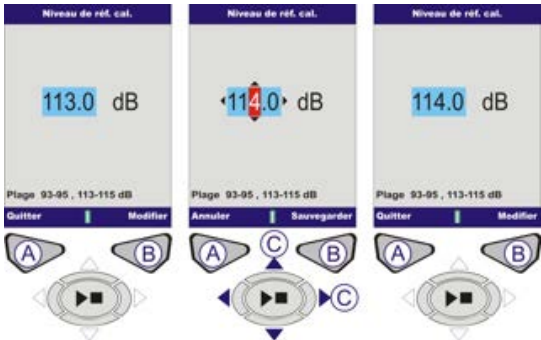 Niveau de réf. cal.
113.0 dB
Plage 93-95 , 113-115 dB
Quitter Modifier
A B
Niveau de réf. cal.
114.0 dB
Plage 93-95 , 113-115 dB
Annuler Sauvegarder
A C B
C
Niveau de réf. cal.
114.0 dB
Plage 93-95 , 113-115 dB
Quitter Modifier
A B